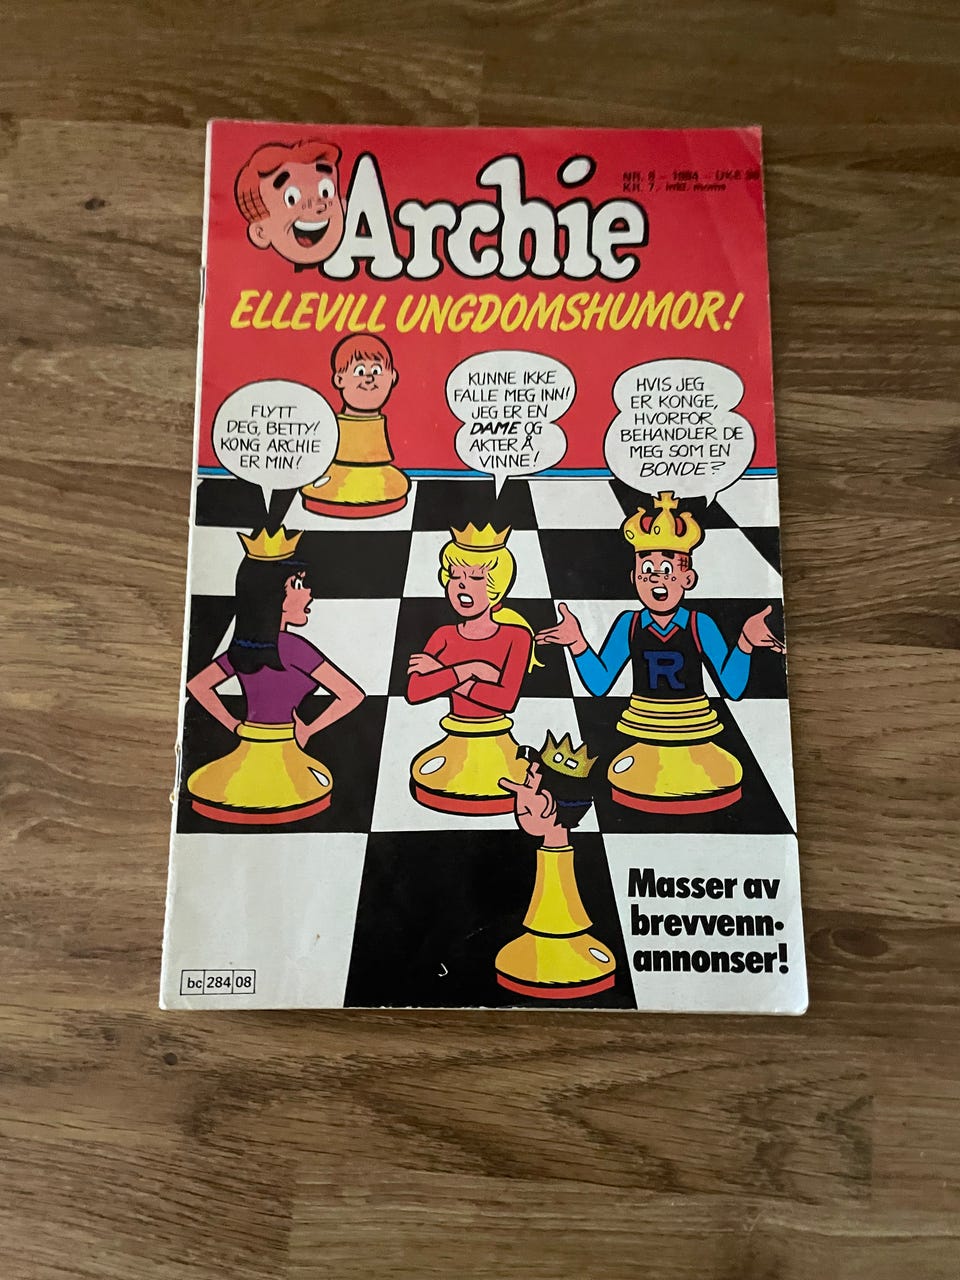 Archie
NR. 8 - 1984 - UKE
KR. 7,- inkl. moms
ELLEVILL UNGDOMSHUMOR!
FLYTT
DEG, BETTY!
KONG ARCHIE
ER MIN!
KUNNE IKKE
FALLE MEG INN!
JEG ER EN
DAME OG
AKTER Å
VINNE!
HVIS JEG
ER KONGE,
HVORFOR
BEHANDLER DE
MEG SOM EN
BONDE?
R
Masser av
brevvenn-
annonser!
bc 284 08